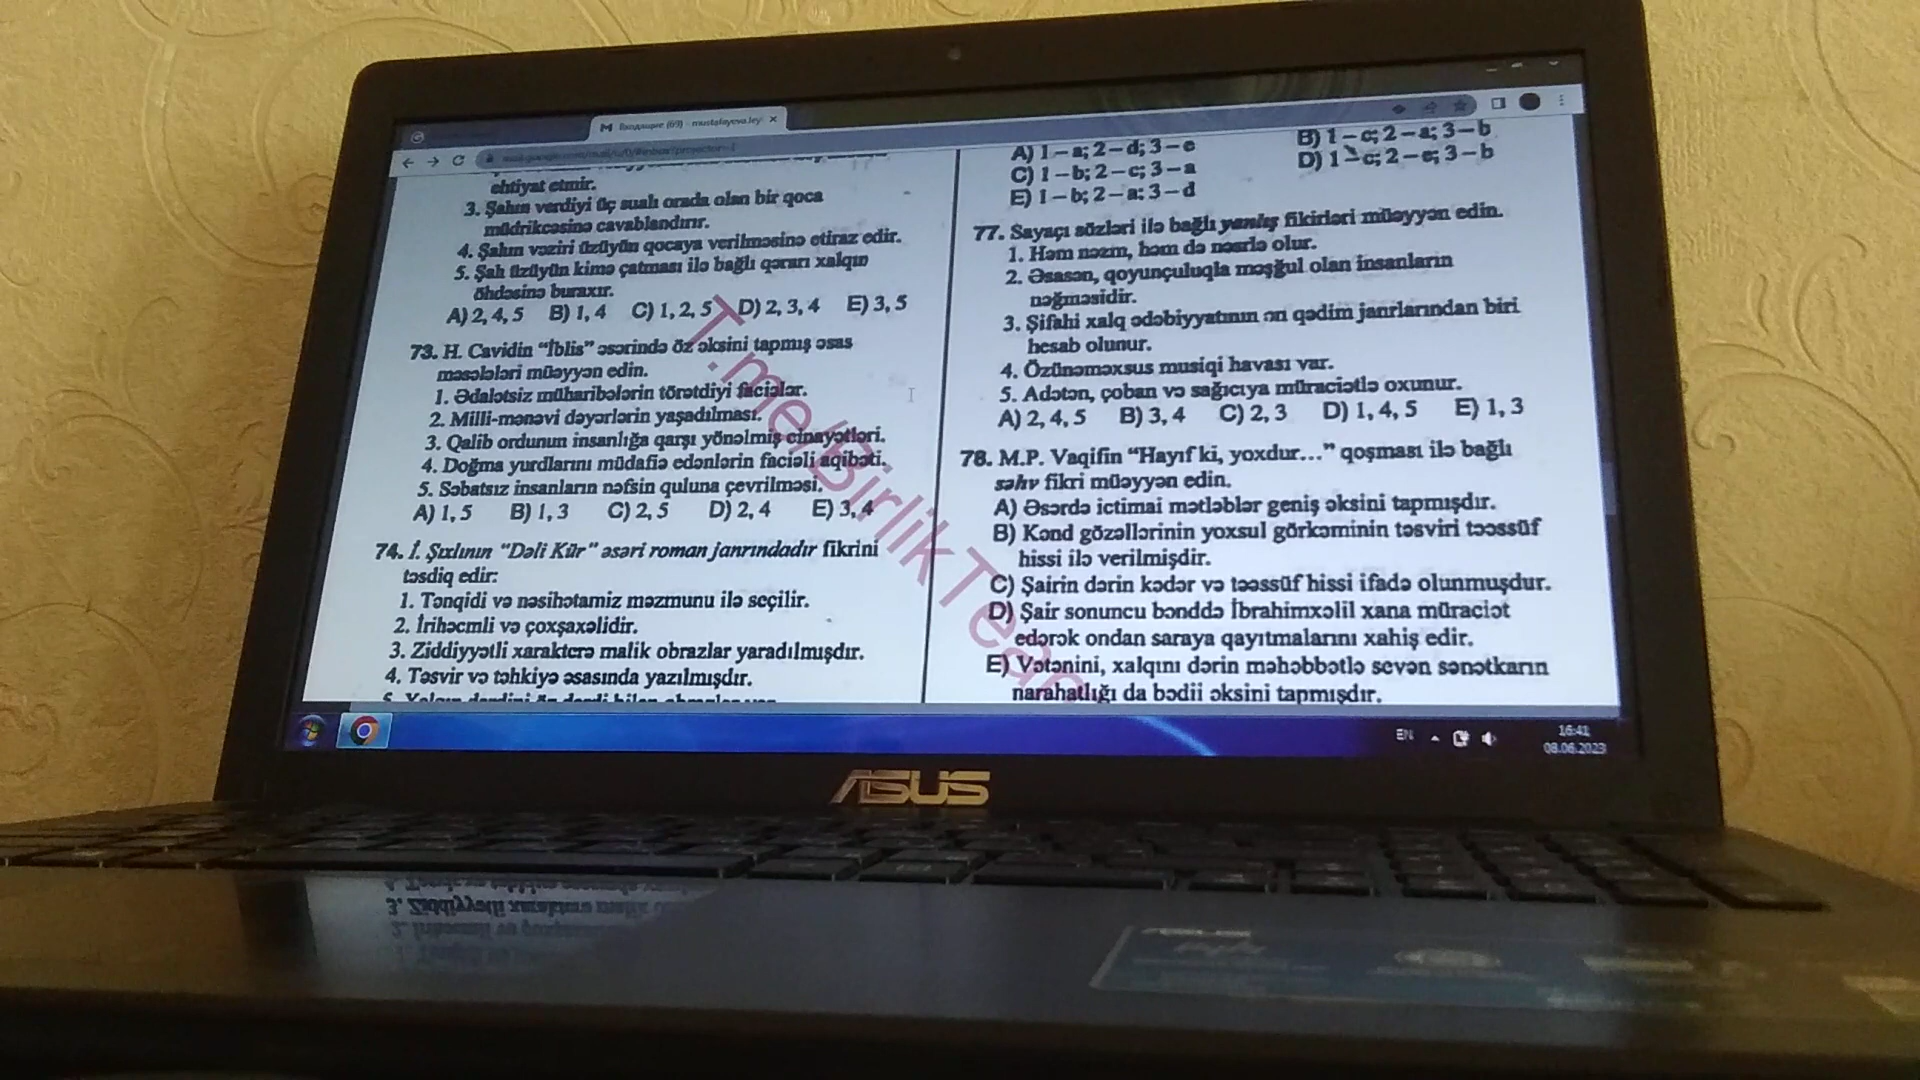 Входящие (69) - mustafayeva.ley
ehtiyat etmir.
3. Şahın verdiyi üç sualı orada olan bir qoca
müdrikcəsinə cavablandırır.
4. Şahın vəziri üzüyün qocaya verilməsinə etiraz edir.
5. Şah üzüyün kimə çatması ilə bağlı qərarı xalqın
öhdəsinə buraxır.
A) 2, 4, 5 B) 1, 4 C) 1, 2, 5 D) 2, 3, 4 E) 3, 5
73. H. Cavidin “İblis” əsərində öz əksini tapmış əsas
məsələləri müəyyən edin.
1. Ədalətsiz müharibələrin törətdiyi faciələr.
2. Milli-mənəvi dəyərlərin yaşadılması.
3. Qalib ordunun insanlığa qarşı yönəlmiş cinayətləri.
4. Doğma yurdlarını müdafiə edənlərin faciəli aqibəti.
5. Səbatsız insanların nəfsin quluna çevrilməsi.
A) 1, 5 B) 1, 3 C) 2, 5 D) 2, 4 E) 3, 4
74. İ. Şıxlının “Dəli Kür” əsəri roman janrındadır fikrini
təsdiq edir:
1. Tənqidi və nəsihətamiz məzmunu ilə seçilir.
2. İrihəcmli və çoxşaxəlidir.
3. Ziddiyyətli xarakterə malik obrazlar yaradılmışdır.
4. Təsvir və təhkiyə əsasında yazılmışdır.
A) 1 – a; 2 – d; 3 – e B) 1 – c; 2 – a; 3 – b
C) 1 – b; 2 – c; 3 – a D) 1 – c; 2 – e; 3 – b
E) 1 – b; 2 – a; 3 – d
77. Sayaçı sözləri ilə bağlı yanlış fikirləri müəyyən edin.
1. Həm nəzm, həm də nəsrlə olur.
2. Əsasən, qoyunçuluqla məşğul olan insanların
nəğməsidir.
3. Şifahi xalq ədəbiyyatının ən qədim janrlarından biri
hesab olunur.
4. Özünəməxsus musiqi havası var.
5. Adətən, çoban və sağıcıya müraciətlə oxunur.
A) 2, 4, 5 B) 3, 4 C) 2, 3 D) 1, 4, 5 E) 1, 3
78. M.P. Vaqifin “Hayıf ki, yoxdur...” qoşması ilə bağlı
səhv fikri müəyyən edin.
A) Əsərdə ictimai mətləblər geniş əksini tapmışdır.
B) Kənd gözəllərinin yoxsul görkəminin təsviri təəssüf
hissi ilə verilmişdir.
C) Şairin dərin kədər və təəssüf hissi ifadə olunmuşdur.
D) Şair sonuncu bənddə İbrahimxəlil xana müraciət
edərək ondan saraya qayıtmalarını xahiş edir.
E) Vətənini, xalqını dərin məhəbbətlə sevən sənətkarın
narahatlığı da bədii əksini tapmışdır.
T.me/BirlikTeam
EN
16:41
08.06.2023
ASUS